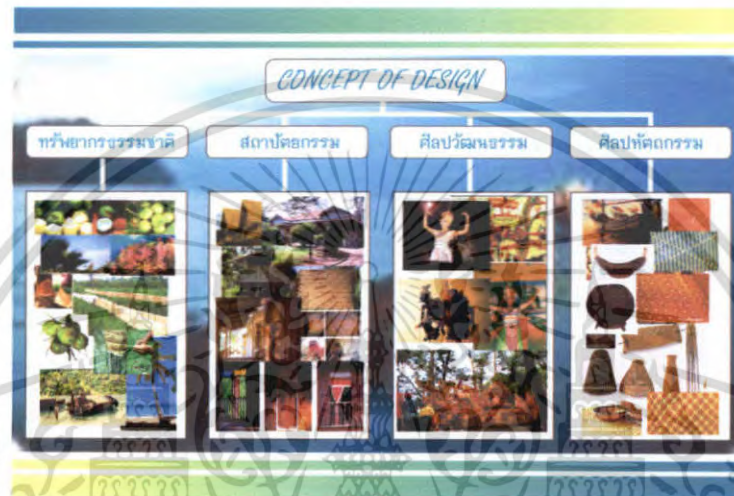 CONCEPT OF DESIGN
ทรัพยากรธรรมชาติ
สถาปัตยกรรม
ศิลปวัฒนธรรม
ศิลปหัตถกรรม